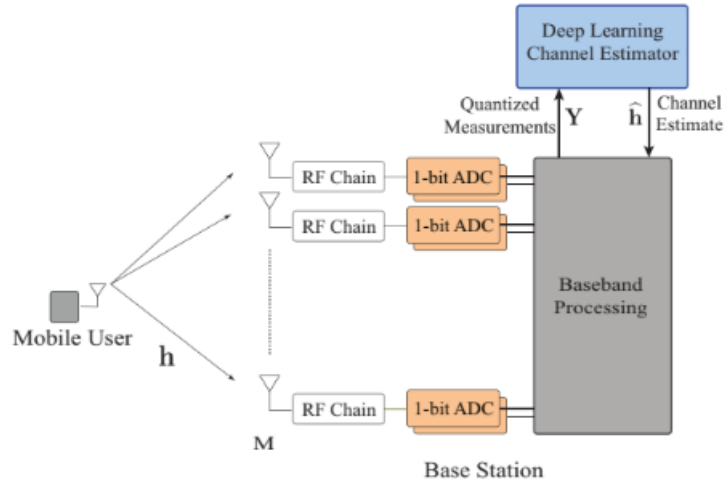 Deep Learning
Channel Estimator
Quantized
Measurements
Y
ĥ
Channel
Estimate
RF Chain
1-bit ADC
RF Chain
1-bit ADC
Baseband
Processing
Mobile User
h
RF Chain
1-bit ADC
M
Base Station